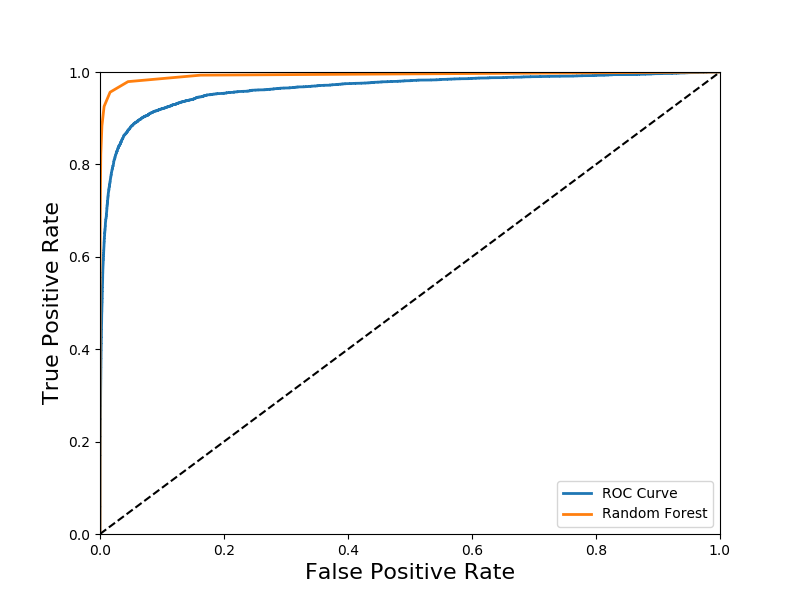 1.0
0.8
0.6
0.4
0.2
0.0
True Positive Rate
0.0 0.2 0.4 0.6 0.8 1.0
False Positive Rate
ROC Curve
Random Forest